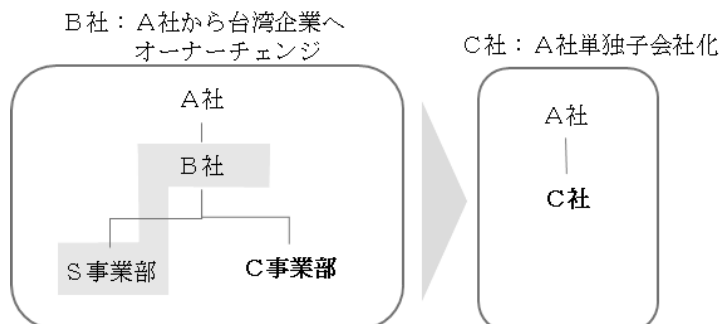 B社：A社から台湾企業へ
オーナーチェンジ
A社
B社
S事業部
C事業部
C社：A社単独子会社化
A社
C社